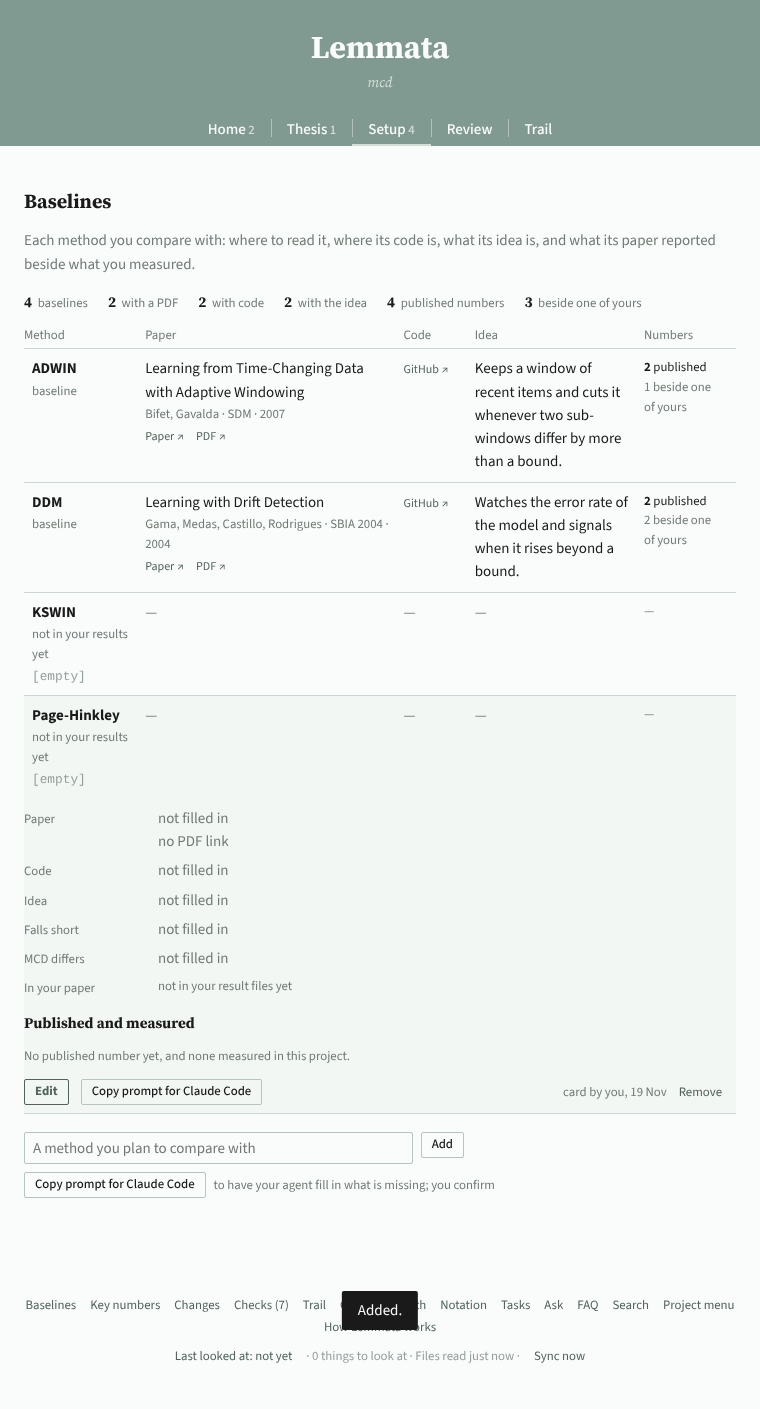 Lemmata
mcd
Home 2
Thesis 1
Setup 4
Review
Trail
Baselines
Each method you compare with: where to read it, where its code is, what its idea is, and what its paper reported
beside what you measured.
4 baselines 2 with a PDF 2 with code 2 with the idea 4 published numbers 3 beside one of yours
Method Paper Code Idea Numbers
ADWIN
baseline
Learning from Time-Changing Data
with Adaptive Windowing
Bifet, Gavalda · SDM · 2007
Paper ↗ PDF ↗
GitHub ↗
Keeps a window of
recent items and cuts it
whenever two sub-
windows differ by more
than a bound.
2 published
1 beside one
of yours
DDM
baseline
Learning with Drift Detection
Gama, Medas, Castillo, Rodrigues · SBIA 2004 ·
2004
Paper ↗ PDF ↗
GitHub ↗
Watches the error rate of
the model and signals
when it rises beyond a
bound.
2 published
2 beside one
of yours
KSWIN
not in your results
yet
[empty]
— — — —
Page-Hinkley
not in your results
yet
[empty]
— — — —
Paper not filled in
no PDF link
Code not filled in
Idea not filled in
Falls short not filled in
MCD differs not filled in
In your paper not in your result files yet
Published and measured
No published number yet, and none measured in this project.
Edit Copy prompt for Claude Code card by you, 19 Nov Remove
A method you plan to compare with Add
Copy prompt for Claude Code to have your agent fill in what is missing; you confirm
Baselines Key numbers Changes Checks (7) Trail Notation Tasks Ask FAQ Search Project menu
Added.
Last looked at: not yet · 0 things to look at · Files read just now · Sync now